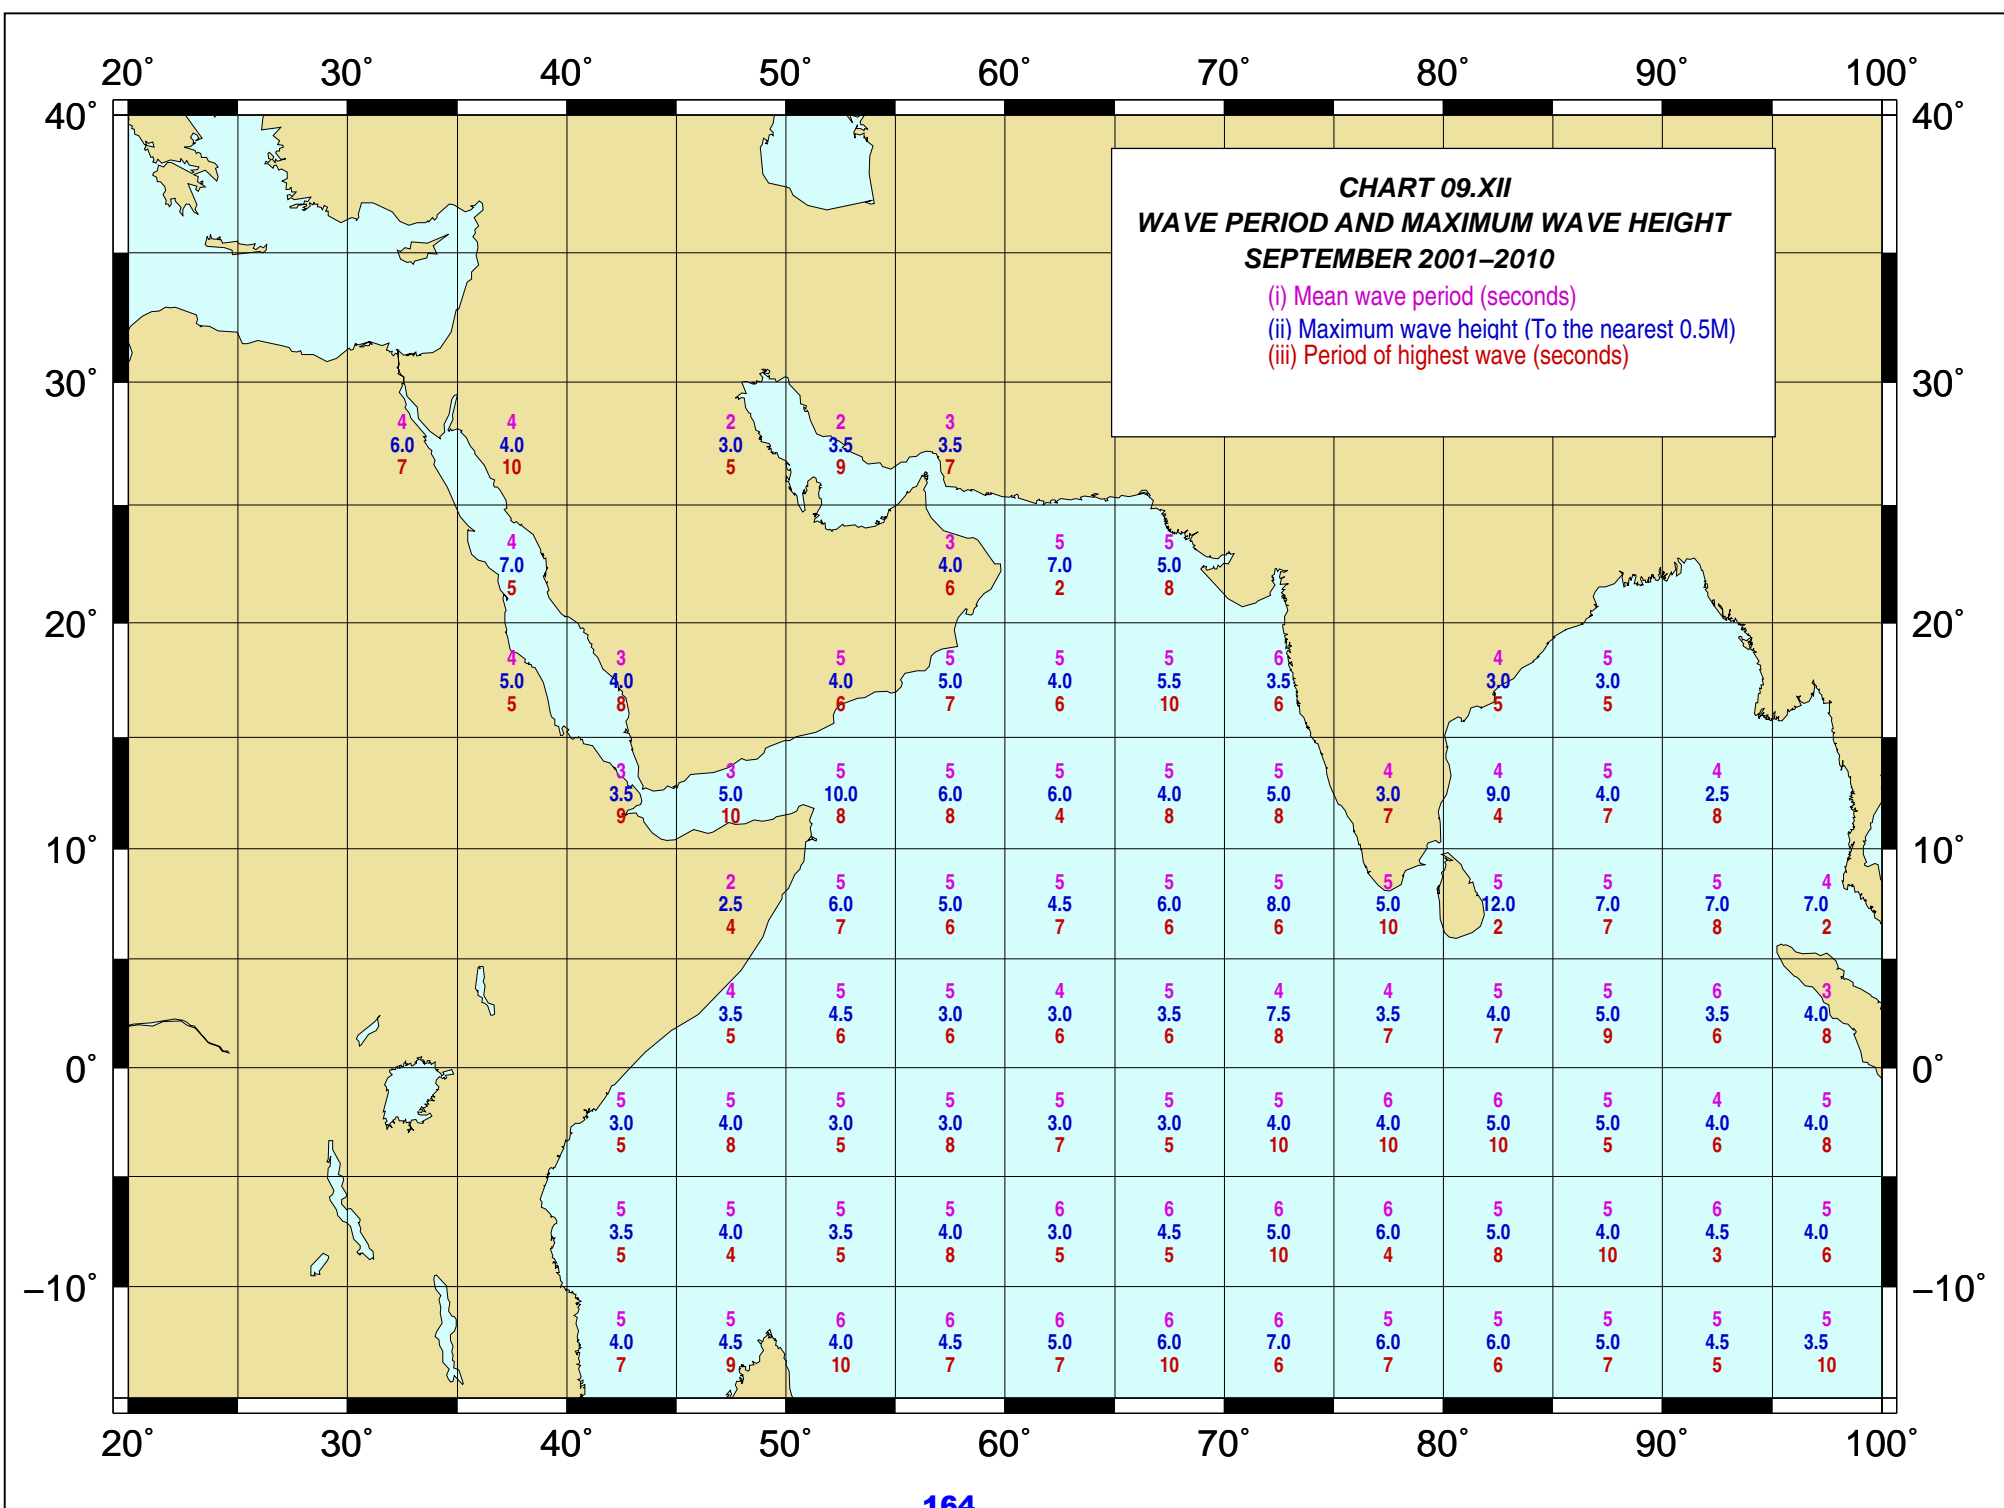 20° 30° 40° 50° 60° 70° 80° 90° 100°
40° 40°
CHART 09.XII
WAVE PERIOD AND MAXIMUM WAVE HEIGHT
SEPTEMBER 2001–2010
(i) Mean wave period (seconds)
(ii) Maximum wave height (To the nearest 0.5M)
(iii) Period of highest wave (seconds)
30° 30°
4 4 2 2 3
6.0 4.0 3.0 3.5 3.5
7 10 5 9 7
4 3 5 5
7.0 4.0 7.0 5.0
5 6 2 8
20° 20°
4 3 5 5 5 5 6 4 5
5.0 4.0 4.0 5.0 4.0 5.5 3.5 3.0 3.0
5 8 6 7 6 10 6 5 5
3 3 5 5 5 5 5 4 4 5 4
3.5 5.0 10.0 6.0 6.0 4.0 5.0 3.0 9.0 4.0 2.5
9 10 8 8 4 8 8 7 4 7 8
10° 10°
2 5 5 5 5 5 5 5 5 5 4
2.5 6.0 5.0 4.5 6.0 8.0 5.0 12.0 7.0 7.0 7.0
4 7 6 7 6 6 10 2 7 8 2
4 5 5 4 5 4 4 5 5 6 3
3.5 4.5 3.0 3.0 3.5 7.5 3.5 4.0 5.0 3.5 4.0
5 6 6 6 6 8 7 7 9 6 8
0° 0°
5 5 5 5 5 5 5 6 6 5 4 5
3.0 4.0 3.0 3.0 3.0 3.0 4.0 4.0 5.0 5.0 4.0 4.0
5 8 5 8 7 5 10 10 10 5 6 8
5 5 5 5 6 6 6 6 5 5 6 5
3.5 4.0 3.5 4.0 3.0 4.5 5.0 6.0 5.0 4.0 4.5 4.0
5 4 5 8 5 5 10 4 8 10 3 6
–10° –10°
5 5 6 6 6 6 6 5 5 5 5 5
4.0 4.5 4.0 4.5 5.0 6.0 7.0 6.0 6.0 5.0 4.5 3.5
7 9 10 7 7 10 6 7 6 7 5 10
20° 30° 40° 50° 60° 70° 80° 90° 100°
164